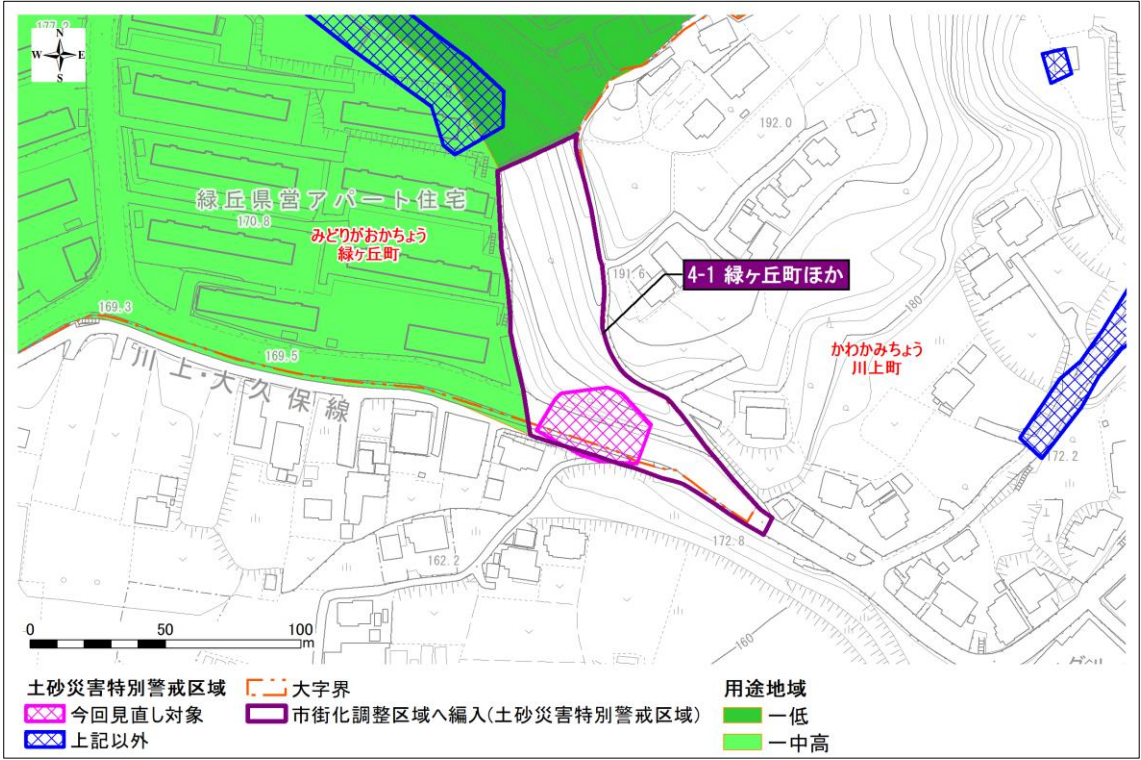 177.2
N
W E
S
192.0
緑丘県営アパート住宅
170.8
みどりがおかちょう
緑ヶ丘町
191.6
4-1 緑ヶ丘町ほか
180
169.3
かわかみちょう
川上町
169.5
川上・大久保線
172.2
172.8
162.2
160
0 50 100
m
土砂災害特別警戒区域
今回見直し対象
上記以外
大字界
市街化調整区域へ編入(土砂災害特別警戒区域)
用途地域
一低
一中高